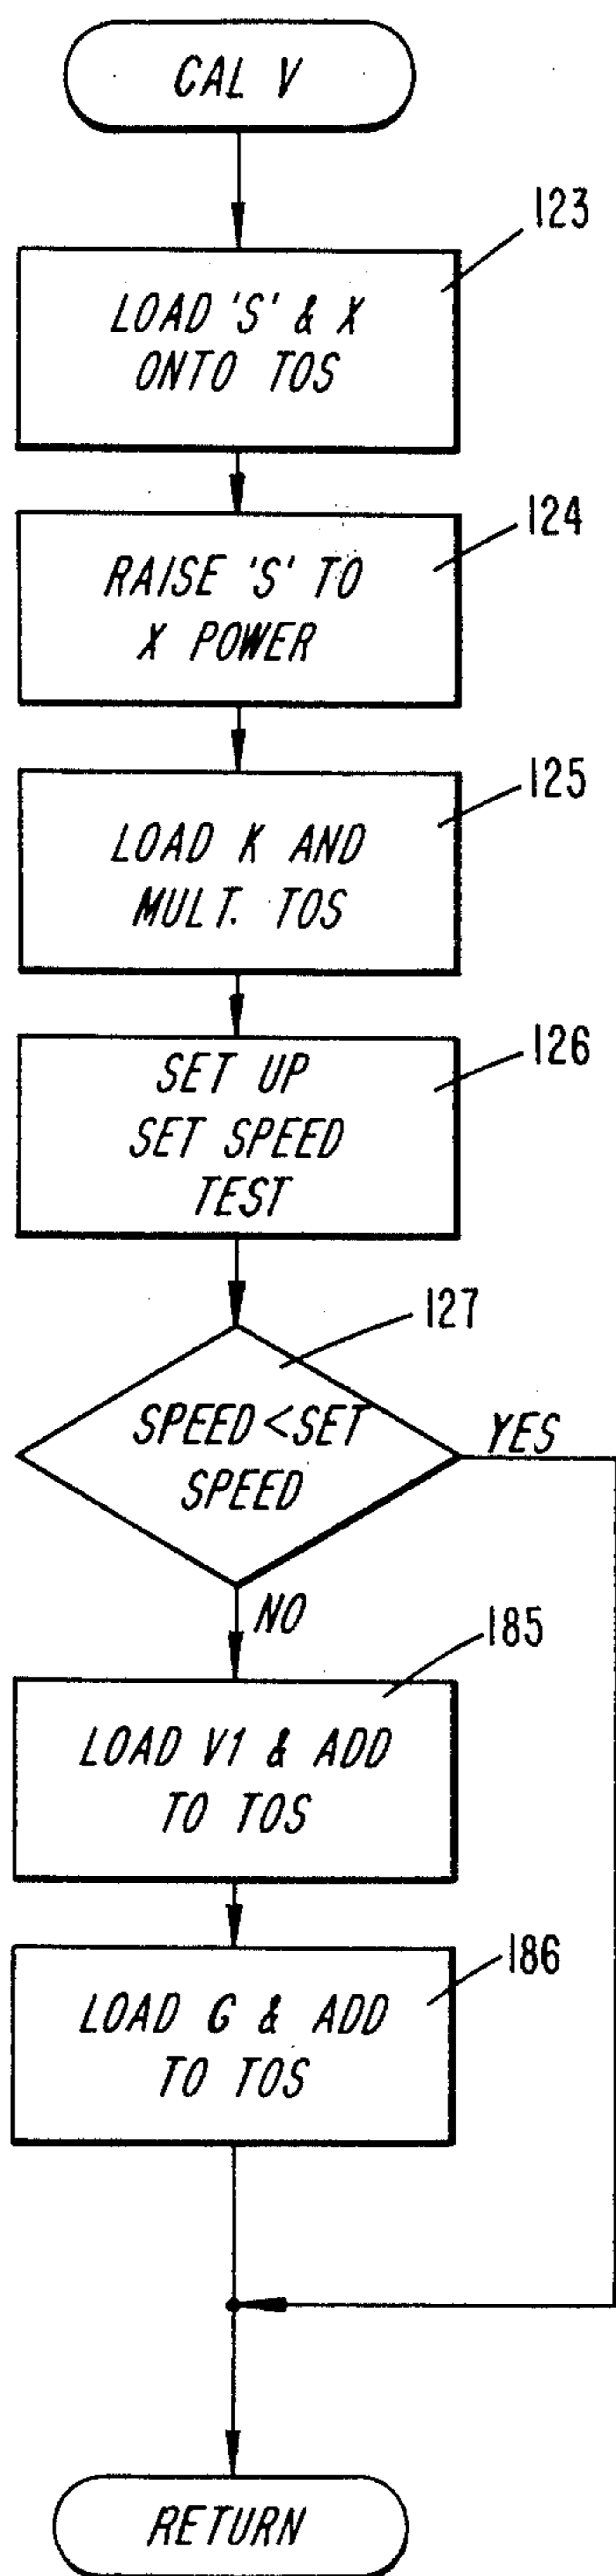 CAL V
123
LOAD 'S' & X
ONTO TOS
124
RAISE 'S' TO
X POWER
125
LOAD K AND
MULT. TOS
126
SET UP
SET SPEED
TEST
127
SPEED<SET
SPEED
YES
NO
185
LOAD V1 & ADD
TO TOS
186
LOAD G & ADD
TO TOS
RETURN